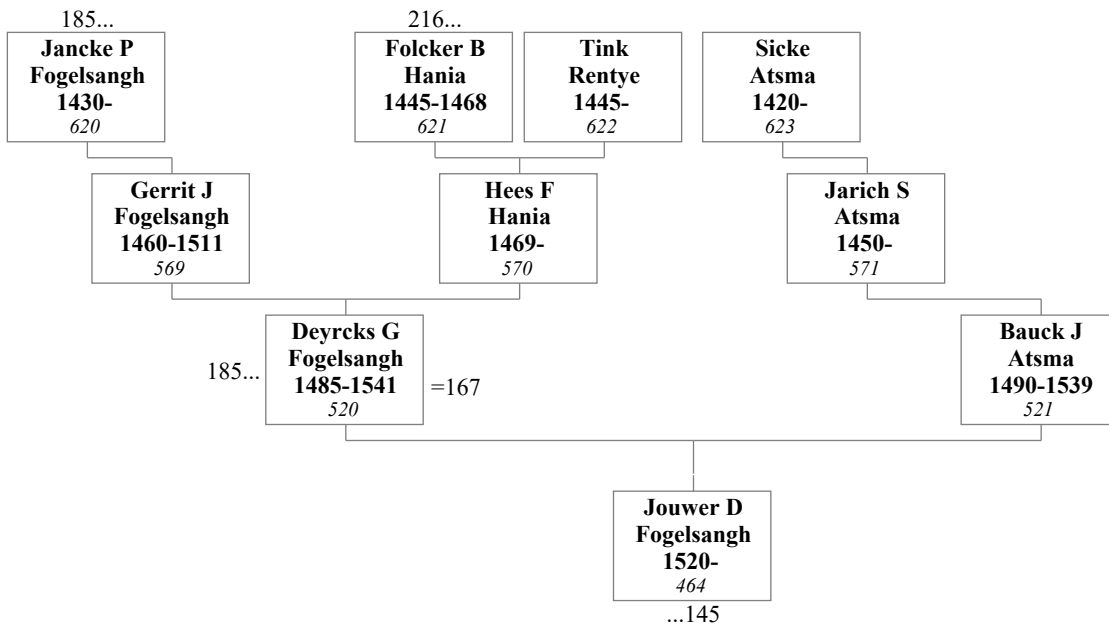 185...
Jancke P
Fogelsangh
1430-
620
216...
Folcker B
Hania
1445-1468
621
Tink
Rentye
1445-
622
Sicke
Atsma
1420-
623
Gerrit J
Fogelsangh
1460-1511
569
Hees F
Hania
1469-
570
Jarich S
Atsma
1450-
571
185...
Deyrcks G
Fogelsangh
1485-1541
520
=167
Bauck J
Atsma
1490-1539
521
Jouwer D
Fogelsangh
1520-
464
...145